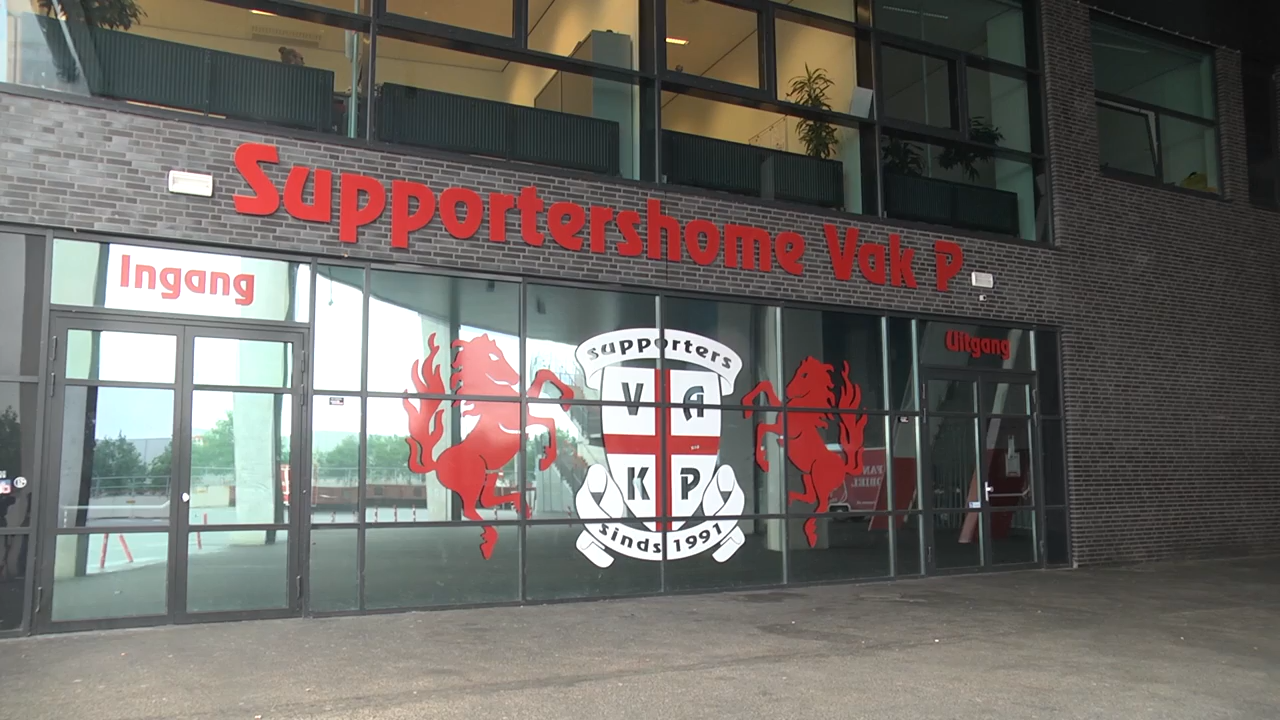 Supportershome Vak P
Ingang
Uitgang
supporters
V A
K P
Sinds 1991